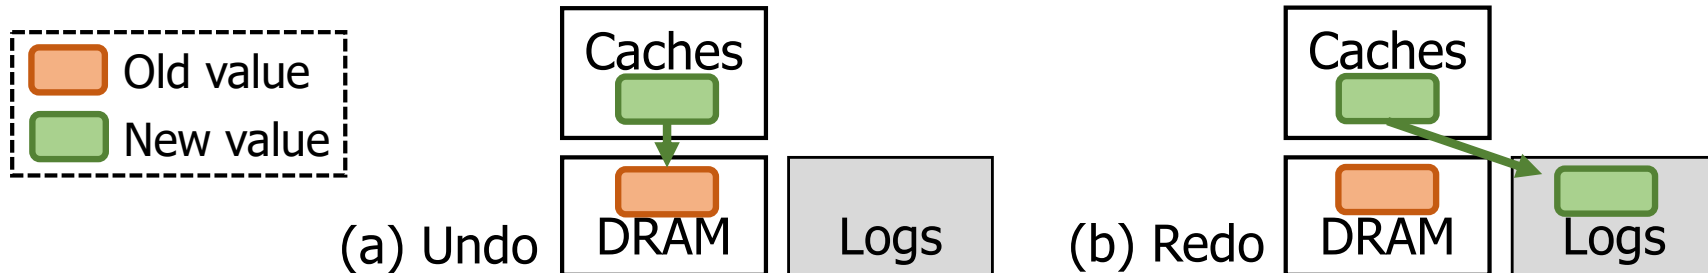 Old value
New value
Caches
DRAM
Logs
(a) Undo
Caches
DRAM
Logs
(b) Redo